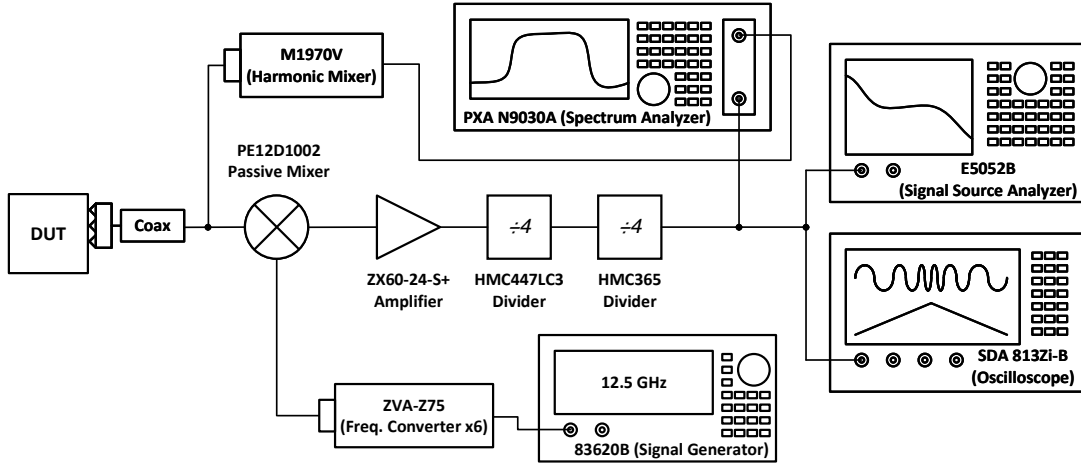 M1970V
(Harmonic Mixer)
PXA N9030A (Spectrum Analyzer)
E5052B
(Signal Source Analyzer)
PE12D1002
Passive Mixer
DUT
Coax
÷4
÷4
ZX60-24-S+
Amplifier
HMC447LC3
Divider
HMC365
Divider
SDA 813Zi-B
(Oscilloscope)
12.5 GHz
ZVA-Z75
(Freq. Converter x6)
83620B (Signal Generator)